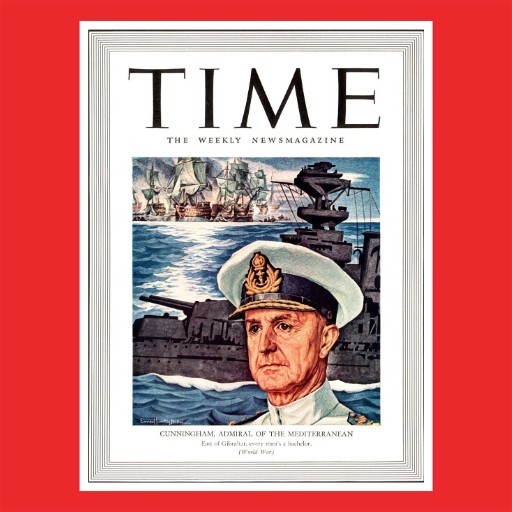 TIME
THE WEEKLY NEWSMAGAZINE
CUNNINGHAM, ADMIRAL OF THE MEDITERRANEAN
East of Gibraltar, every man's a bachelor.
(World War)